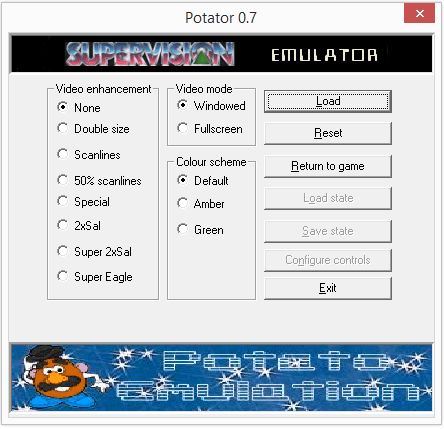 Potator 0.7
SUPERVISION EMULATOR
Video enhancement
None
Double size
Scanlines
50% scanlines
Special
2xSal
Super 2xSal
Super Eagle
Video mode
Windowed
Fullscreen
Colour scheme
Default
Amber
Green
Load
Reset
Return to game
Load state
Save state
Configure controls
Exit
Potato
Emulation